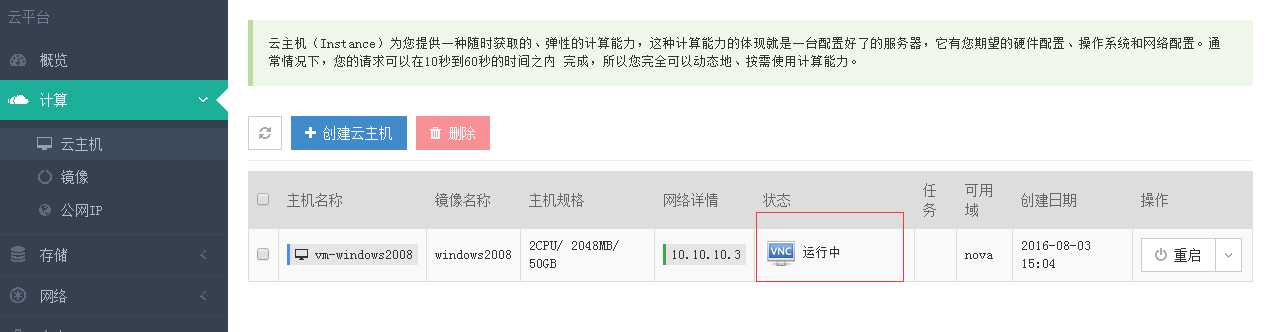 云平台
概览
计算
云主机
镜像
公网IP
存储
网络
云主机（Instance）为您提供一种随时获取的、弹性的计算能力，这种计算能力的体现就是一台配置好了的服务器，它有您期望的硬件配置、操作系统和网络配置。通
常情况下，您的请求可以在10秒到60秒的时间之内 完成，所以您完全可以动态地、按需使用计算能力。
创建云主机
删除
主机名称
镜像名称
主机规格
网络详情
状态
任
务
可用
域
创建日期
操作
vm-windows2008
windows2008
2CPU/ 2048MB/
50GB
10.10.10.3
VNC
运行中
nova
2016-08-03
15:04
重启